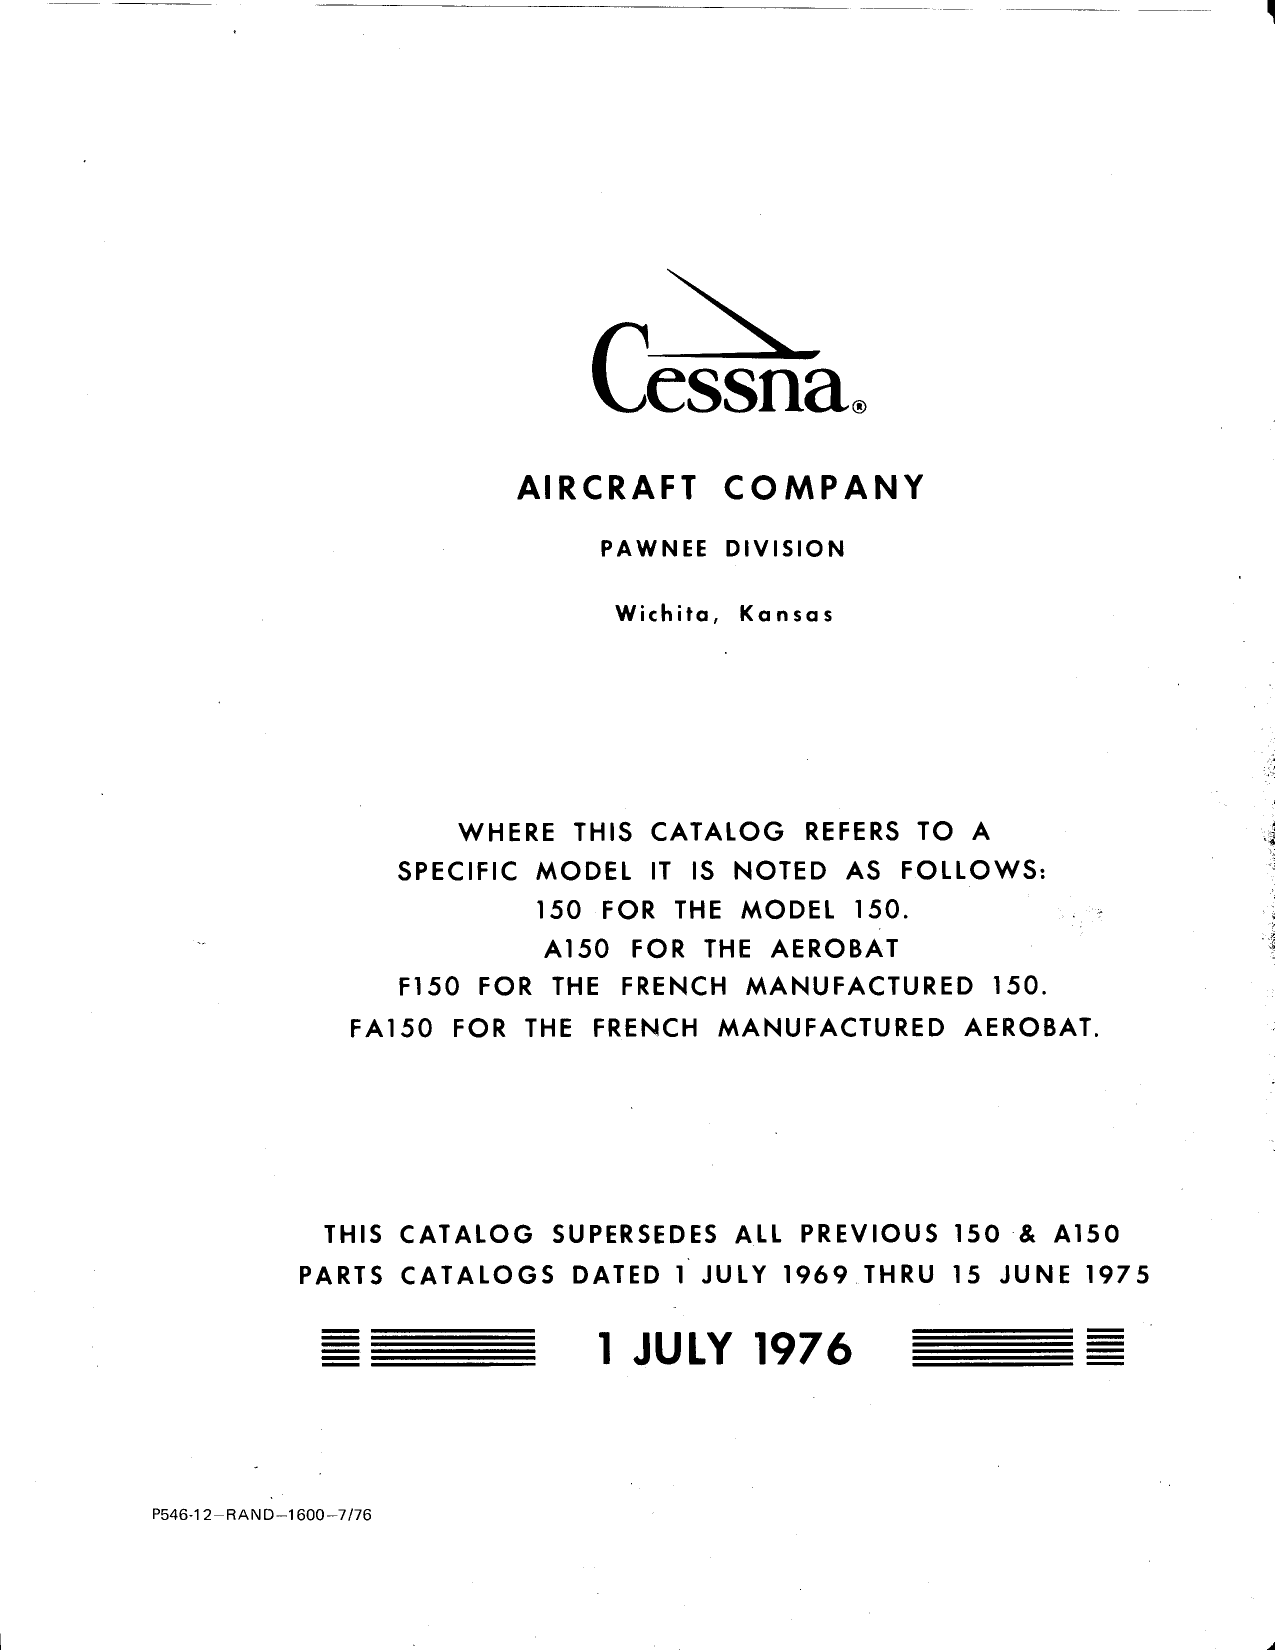 Cessna®
AIRCRAFT COMPANY
PAWNEE DIVISION
Wichita, Kansas
WHERE THIS CATALOG REFERS TO A
SPECIFIC MODEL IT IS NOTED AS FOLLOWS:
150 FOR THE MODEL 150.
A150 FOR THE AEROBAT
F150 FOR THE FRENCH MANUFACTURED 150.
FA150 FOR THE FRENCH MANUFACTURED AEROBAT.
THIS CATALOG SUPERSEDES ALL PREVIOUS 150 & A150
PARTS CATALOGS DATED 1 JULY 1969 THRU 15 JUNE 1975
1 JULY 1976
P546-12—RAND—1600—7/76